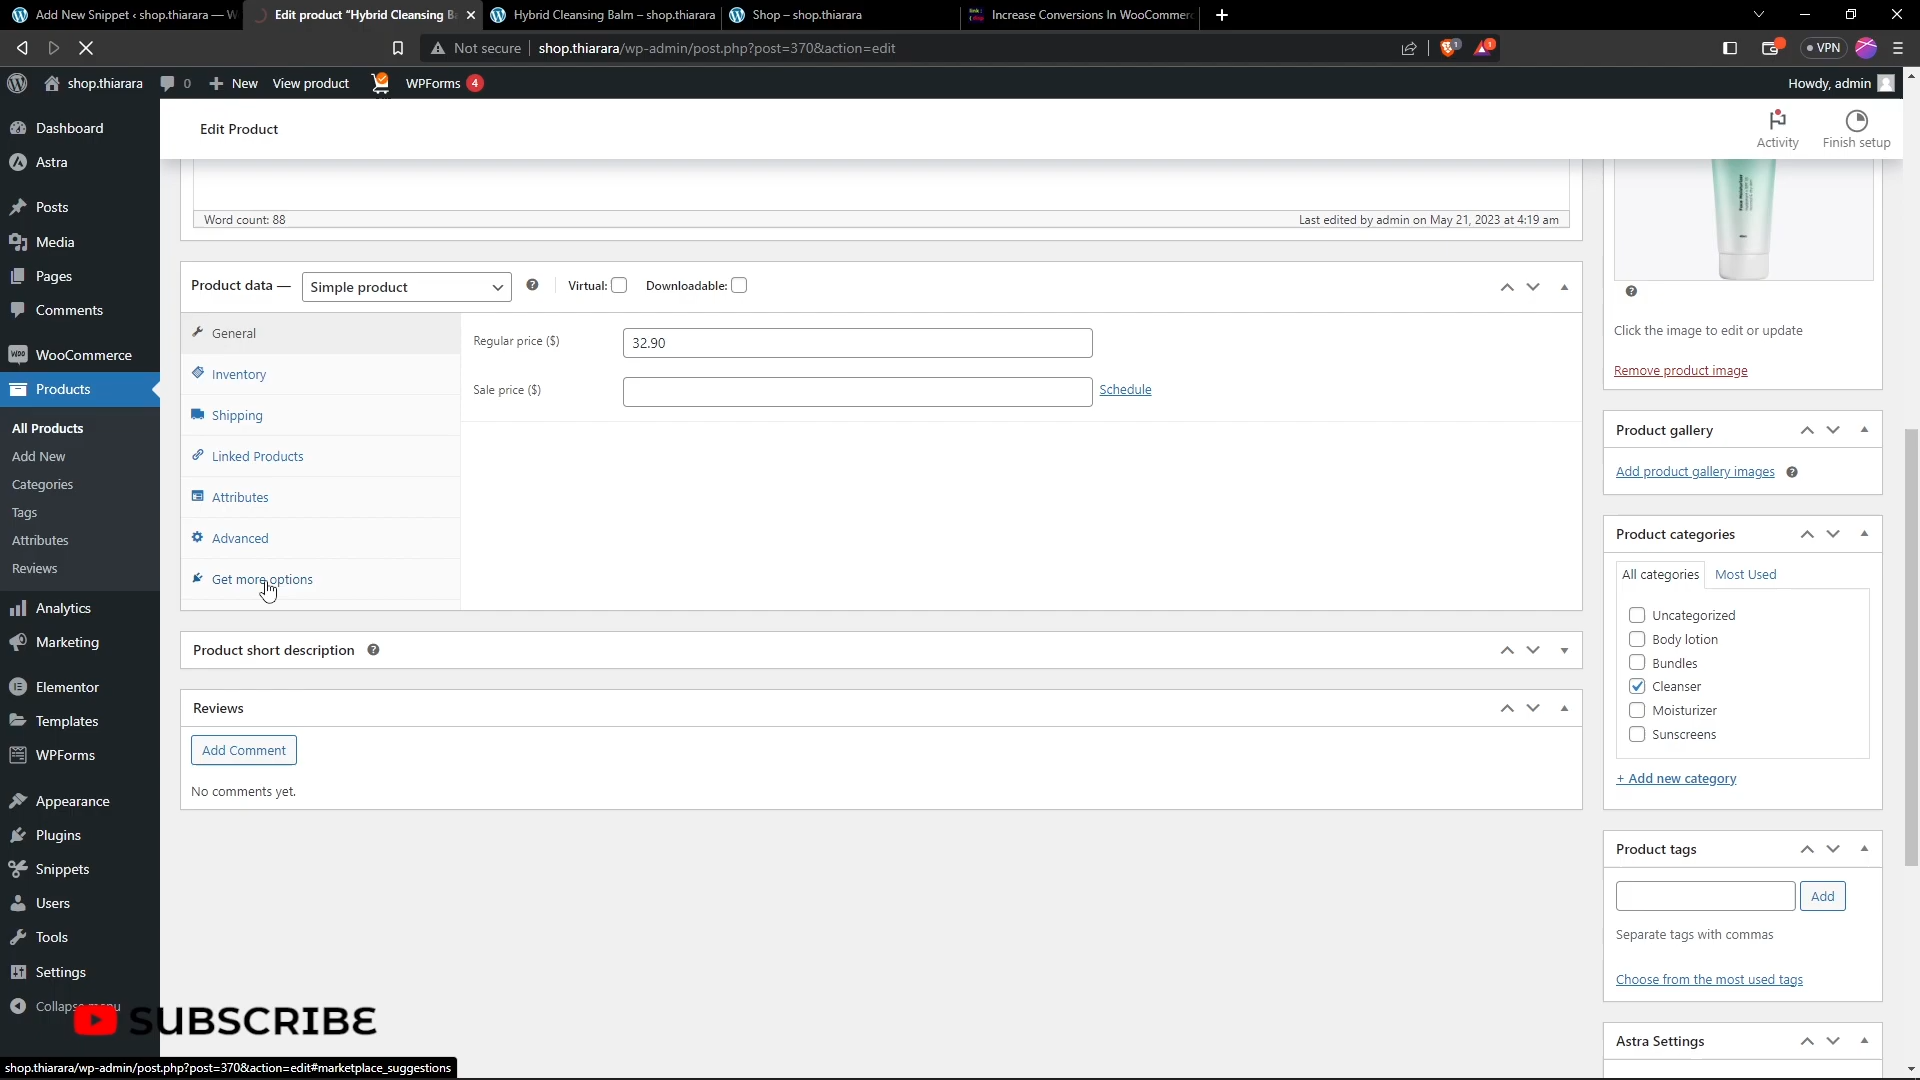 Add New Snippet ‹ shop.thiarara — W
Edit product “Hybrid Cleansing B
Hybrid Cleansing Balm – shop.thiarara
Shop – shop.thiarara
Increase Conversions In WooCommer
Not secure
shop.thiarara/wp-admin/post.php?post=370&action=edit
1
1
VPN
shop.thiarara
0
New
View product
WPForms
4
Howdy, admin
Dashboard
Astra
Posts
Media
Pages
Comments
WooCommerce
Products
All Products
Add New
Categories
Tags
Attributes
Reviews
Analytics
Marketing
Elementor
Templates
WPForms
Appearance
Plugins
Snippets
Users
Tools
Settings
Collapse menu
Edit Product
Activity
Finish setup
Word count: 88
Last edited by admin on May 21, 2023 at 4:19 am
Product data —
Simple product
Virtual:
Downloadable:
General
Inventory
Shipping
Linked Products
Attributes
Advanced
Get more options
Regular price ($)
32.90
Sale price ($)
Schedule
Product short description
Reviews
Add Comment
No comments yet.
Click the image to edit or update
Remove product image
Product gallery
Add product gallery images
Product categories
All categories
Most Used
Uncategorized
Body lotion
Bundles
Cleanser
Moisturizer
Sunscreens
+ Add new category
Product tags
Add
Separate tags with commas
Choose from the most used tags
Astra Settings
SUBSCRIBE
shop.thiarara/wp-admin/post.php?post=370&action=edit#marketplace_suggestions